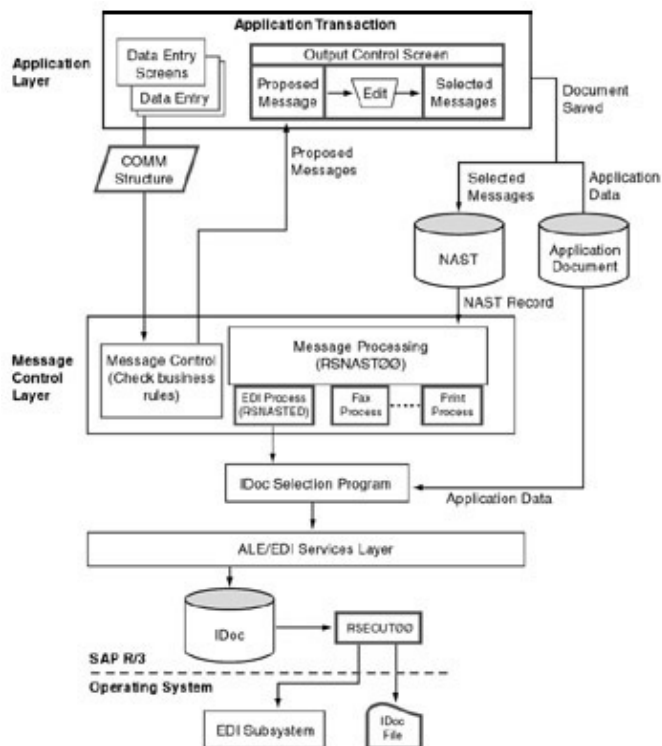 Application Transaction
Application
Layer
Data Entry
Screens
Data Entry
Output Control Screen
Proposed
Message
Edit
Selected
Messages
Document
Saved
COMM
Structure
Proposed
Messages
Selected
Messages
Application
Data
NAST
Application
Document
NAST Record
Message
Control
Layer
Message Control
(Check business
rules)
Message Processing
(RSNAST00)
EDI Process
(RSNASTED)
Fax
Process
Print
Process
IDoc Selection Program
Application Data
ALE/EDI Services Layer
IDoc
RSEOUT00
SAP R/3
Operating System
EDI Subsystem
IDoc
File